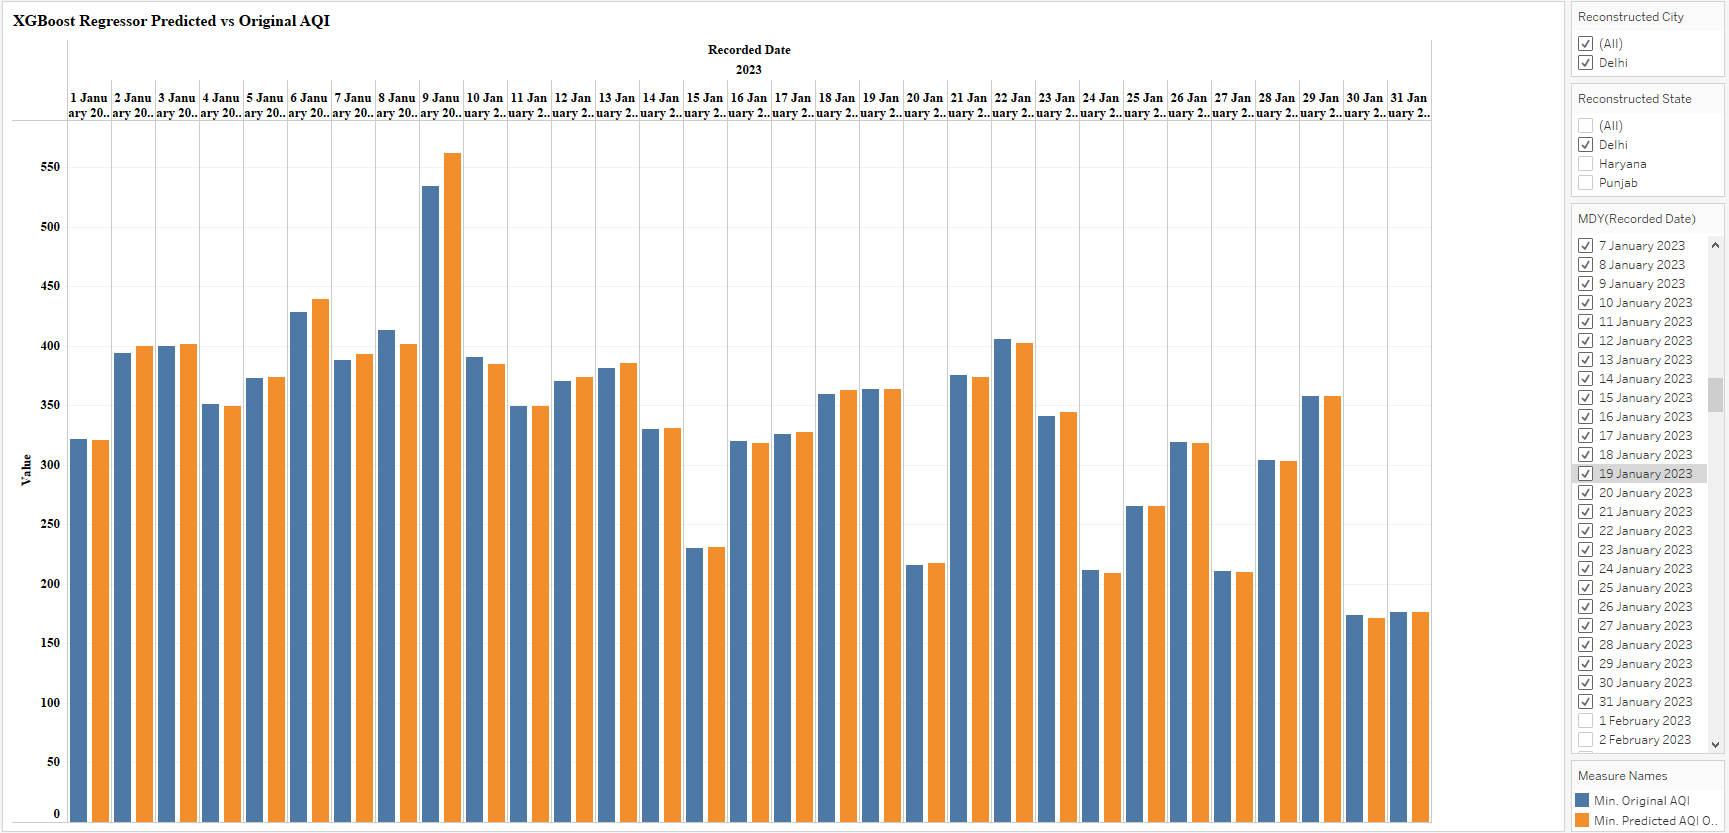 XGBoost Regressor Predicted vs Original AQI
Recorded Date
2023
1 Janu 2 Janu 3 Janu 4 Janu 5 Janu 6 Janu 7 Janu 8 Janu 9 Janu 10 Jan 11 Jan 12 Jan 13 Jan 14 Jan 15 Jan 16 Jan 17 Jan 18 Jan 19 Jan 20 Jan 21 Jan 22 Jan 23 Jan 24 Jan 25 Jan 26 Jan 27 Jan 28 Jan 29 Jan 30 Jan 31 Jan
ary 20.. ary 20.. ary 20.. ary 20.. ary 20.. ary 20.. ary 20.. ary 20.. ary 20.. uary 2.. uary 2.. uary 2.. uary 2.. uary 2.. uary 2.. uary 2.. uary 2.. uary 2.. uary 2.. uary 2.. uary 2.. uary 2.. uary 2.. uary 2.. uary 2.. uary 2.. uary 2.. uary 2.. uary 2.. uary 2.. uary 2..
550
500
450
400
350
300
250
200
150
100
50
0
Value
Reconstructed City
(All)
Delhi
Reconstructed State
(All)
Delhi
Haryana
Punjab
MDY(Recorded Date)
7 January 2023
8 January 2023
9 January 2023
10 January 2023
11 January 2023
12 January 2023
13 January 2023
14 January 2023
15 January 2023
16 January 2023
17 January 2023
18 January 2023
19 January 2023
20 January 2023
21 January 2023
22 January 2023
23 January 2023
24 January 2023
25 January 2023
26 January 2023
27 January 2023
28 January 2023
29 January 2023
30 January 2023
31 January 2023
1 February 2023
2 February 2023
Measure Names
Min. Original AQI
Min. Predicted AQI O..